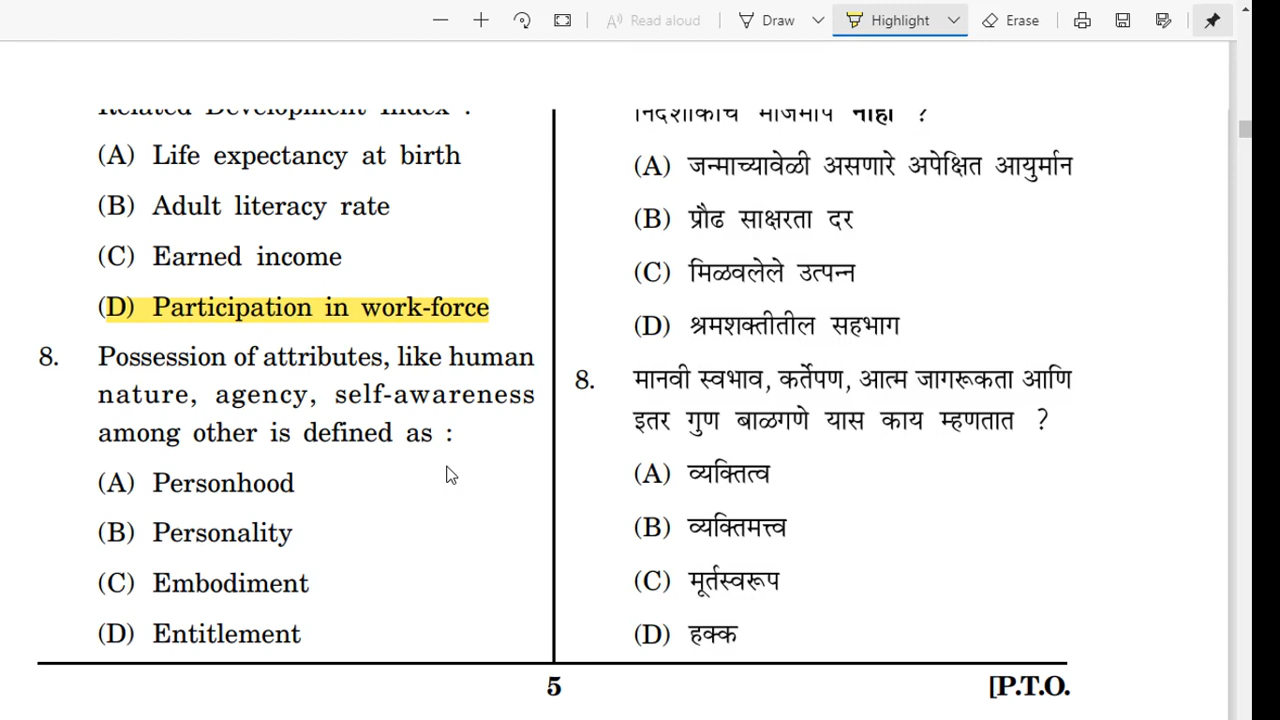 Read aloud
Draw
Highlight
Erase
Related Development Index :
(A) Life expectancy at birth
(B) Adult literacy rate
(C) Earned income
(D) Participation in work-force
8. Possession of attributes, like human
nature, agency, self-awareness
among other is defined as :
(A) Personhood
(B) Personality
(C) Embodiment
(D) Entitlement
नाही ?
(A) जन्माच्यावेळी असणारे अपेक्षित आयुर्मान
(B) प्रौढ साक्षरता दर
(C) मिळवलेले उत्पन्न
(D) श्रमशक्तीतील सहभाग
8. मानवी स्वभाव, कर्तेपण, आत्म जागरूकता आणि
इतर गुण बाळगणे यास काय म्हणतात ?
(A) व्यक्तित्व
(B) व्यक्तिमत्त्व
(C) मूर्तस्वरूप
(D) हक्क
5
[P.T.O.